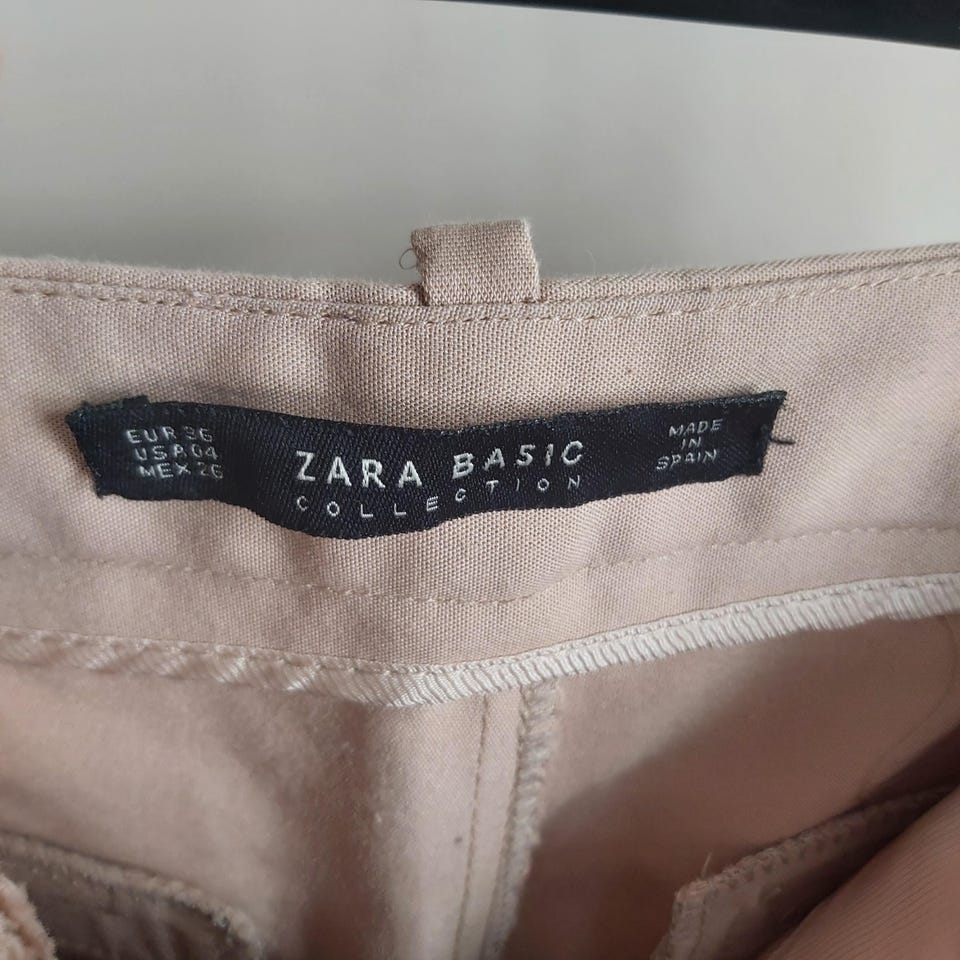 EUR 36
USA 04
MEX 26
ZARA BASIC
COLLECTION
MADE
IN
SPAIN